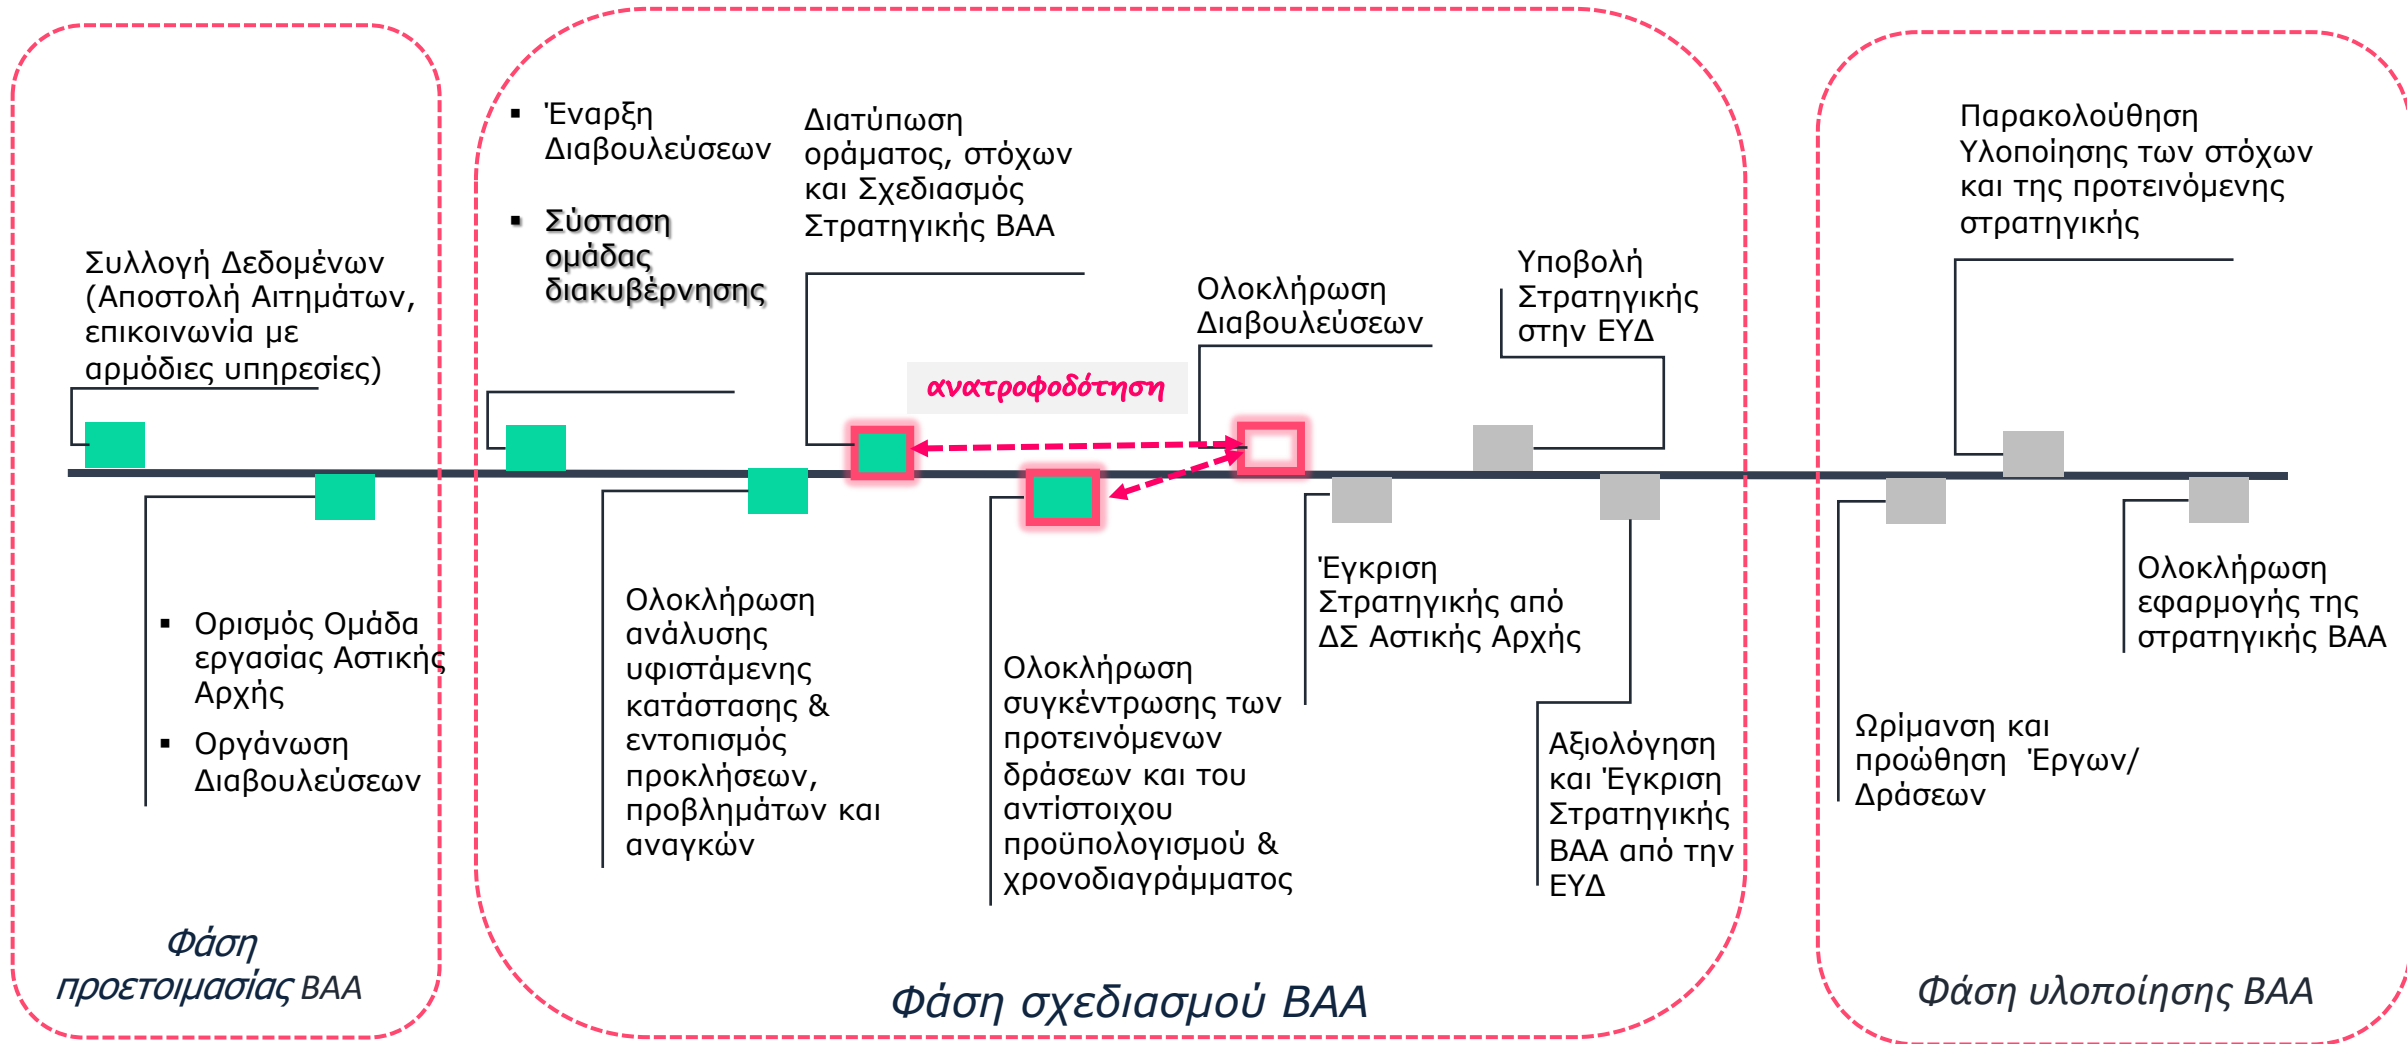 Συλλογή Δεδομένων
(Αποστολή Αιτημάτων,
επικοινωνία με
αρμόδιες υπηρεσίες)
▪ Ορισμός Ομάδα
εργασίας Αστικής
Αρχής
▪ Οργάνωση
Διαβουλεύσεων
Φάση
προετοιμασίας ΒΑΑ
▪ Έναρξη
Διαβουλεύσεων
▪ Σύσταση
ομάδας
διακυβέρνησης
Διατύπωση
οράματος, στόχων
και Σχεδιασμός
Στρατηγικής ΒΑΑ
ανατροφοδότηση
Ολοκλήρωση
Διαβουλεύσεων
Υποβολή
Στρατηγικής
στην ΕΥΔ
Ολοκλήρωση
ανάλυσης
υφιστάμενης
κατάστασης &
εντοπισμός
προκλήσεων,
προβλημάτων και
αναγκών
Ολοκλήρωση
συγκέντρωσης των
προτεινόμενων
δράσεων και του
αντίστοιχου
προϋπολογισμού &
χρονοδιαγράμματος
Έγκριση
Στρατηγικής από
ΔΣ Αστικής Αρχής
Αξιολόγηση
και Έγκριση
Στρατηγικής
ΒΑΑ από την
ΕΥΔ
Φάση σχεδιασμού ΒΑΑ
Παρακολούθηση
Υλοποίησης των στόχων
και της προτεινόμενης
στρατηγικής
Ωρίμανση και
προώθηση Έργων/
Δράσεων
Ολοκλήρωση
εφαρμογής της
στρατηγικής ΒΑΑ
Φάση υλοποίησης ΒΑΑ